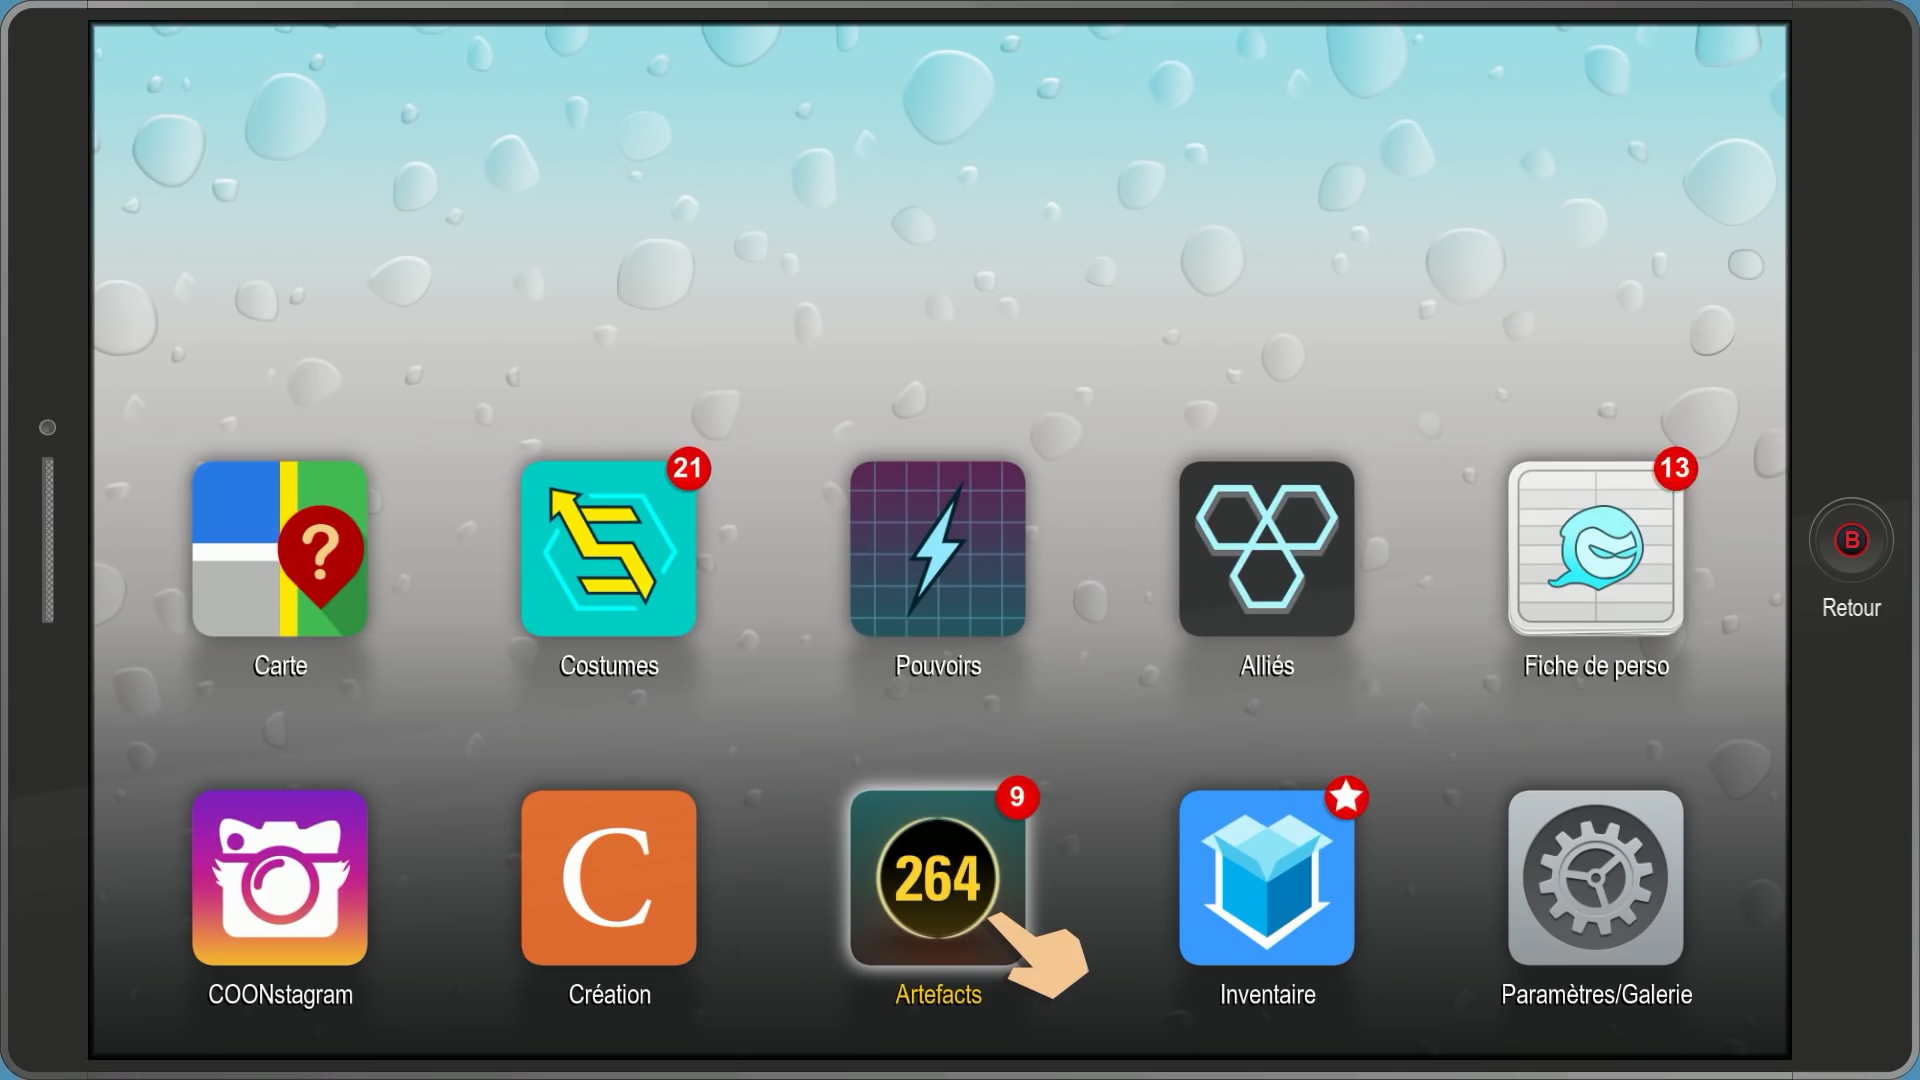 21
13
?
B
Retour
Carte
Costumes
Pouvoirs
Alliés
Fiche de perso
9
C
264
COONstagram
Création
Artefacts
Inventaire
Paramètres/Galerie